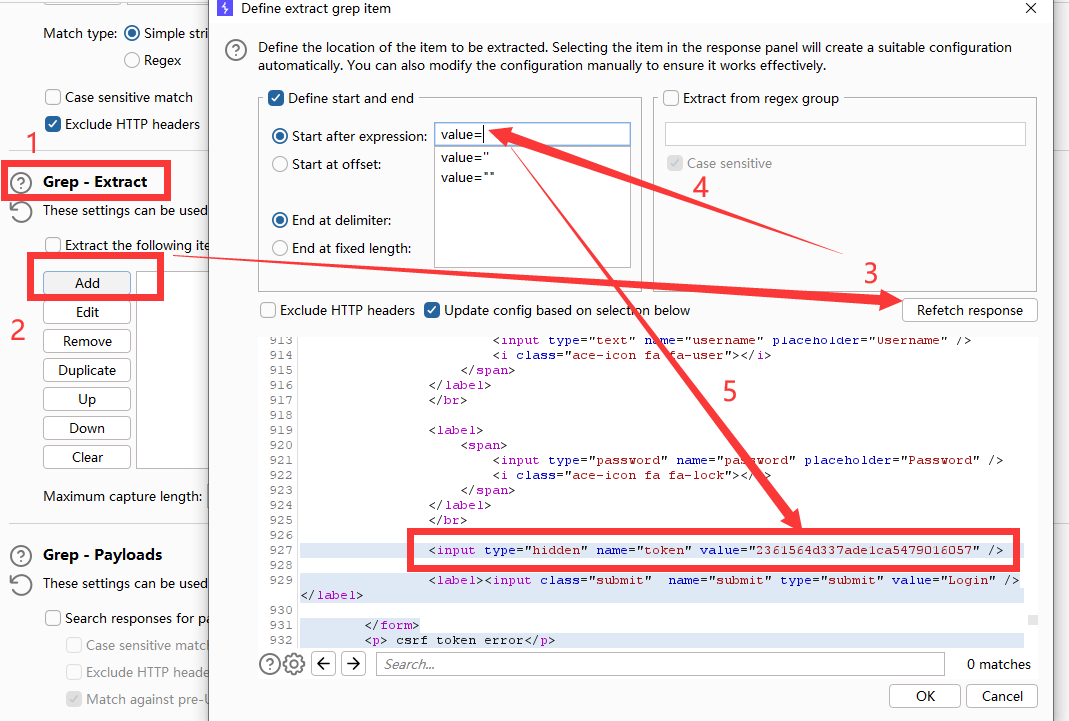 Define extract grep item
Match type:
Simple stri
Regex
Case sensitive match
Exclude HTTP headers
1
Grep - Extract
These settings can be used
Extract the following ite
Add
2
Edit
Remove
Duplicate
Up
Down
Clear
Maximum capture length:
Grep - Payloads
These settings can be used
Search responses for pa
Case sensitive matc
Exclude HTTP heade
Match against pre-U
Define the location of the item to be extracted. Selecting the item in the response panel will create a suitable configuration
automatically. You can also modify the configuration manually to ensure it works effectively.
Define start and end
Start after expression:
value=
value="
value=""
Start at offset:
End at delimiter:
End at fixed length:
Extract from regex group
Case sensitive
4
3
Exclude HTTP headers
Update config based on selection below
Refetch response
5
913 <input type="text" name="username" placeholder="Username" />
914 <i class="ace-icon fa fa-user"></i>
915 </span>
916 </label>
917 </br>
918
919 <label>
920 <span>
921 <input type="password" name="password" placeholder="Password" />
922 <i class="ace-icon fa fa-lock"></i>
923 </span>
924 </label>
925 </br>
926
927 <input type="hidden" name="token" value="2361564d337ade1ca5479016057" />
928
929 <label><input class="submit"  name="submit" type="submit" value="Login" />
</label>
930
931 </form>
932 <p> csrf token error</p>
Search...
0 matches
OK
Cancel